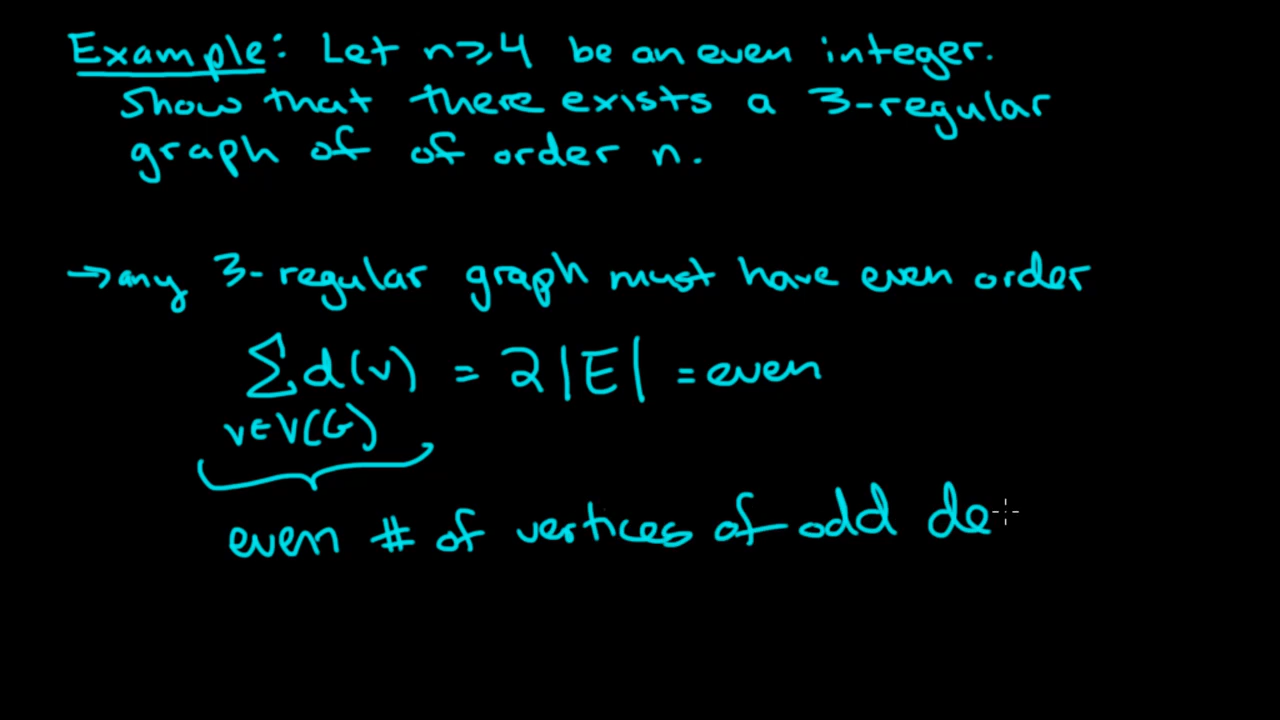 Example: Let n⩾4 be an even integer.
Show that there exists a 3-regular
graph of of order n.
→any 3-regular graph must have even order
∑d(v) = 2|E| = even
v∈V(G)
even # of vertices of odd de